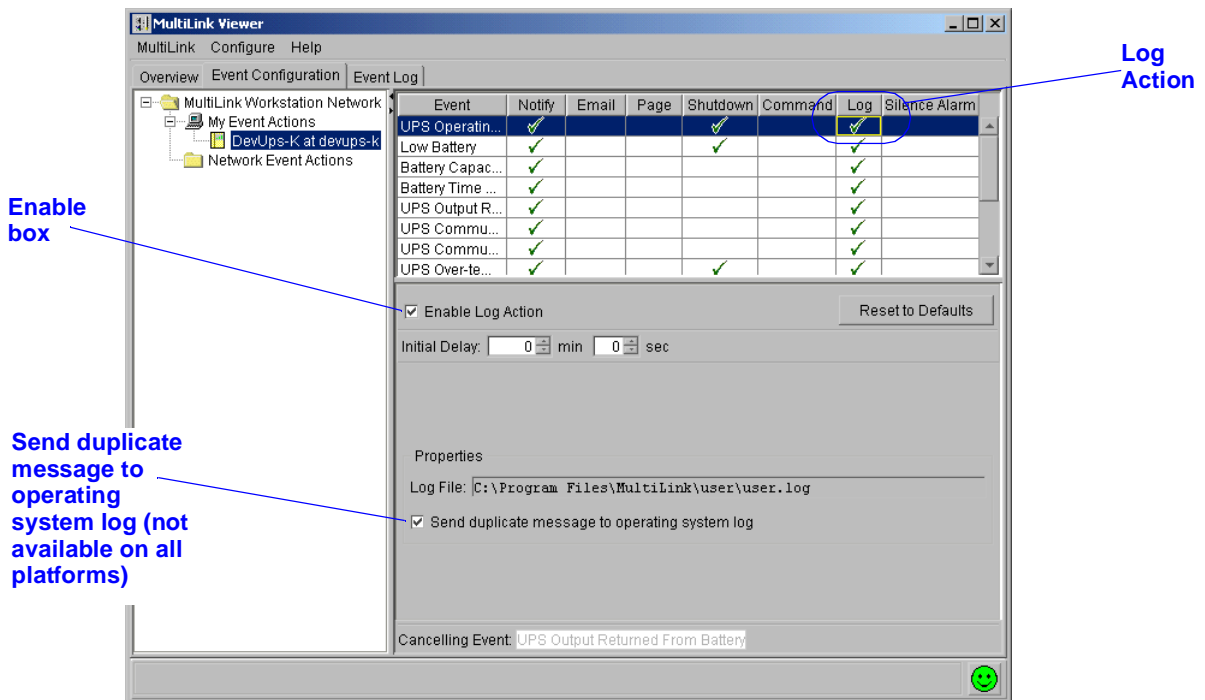 MultiLink Viewer
MultiLink Configure Help
Overview Event Configuration Event Log
MultiLink Workstation Network
My Event Actions
DevUps-K at devups-k
Network Event Actions
Event Notify Email Page Shutdown Command Log Silence Alarm
UPS Operatin...
Low Battery
Battery Capac...
Battery Time ...
UPS Output R...
UPS Commu...
UPS Commu...
UPS Over-te...
Enable Log Action
Reset to Defaults
Initial Delay: 0 min 0 sec
Properties
Log File: C:\Program Files\MultiLink\user\user.log
Send duplicate message to operating system log
Cancelling Event: UPS Output Returned From Battery
Log
Action
Enable
box
Send duplicate
message to
operating
system log (not
available on all
platforms)